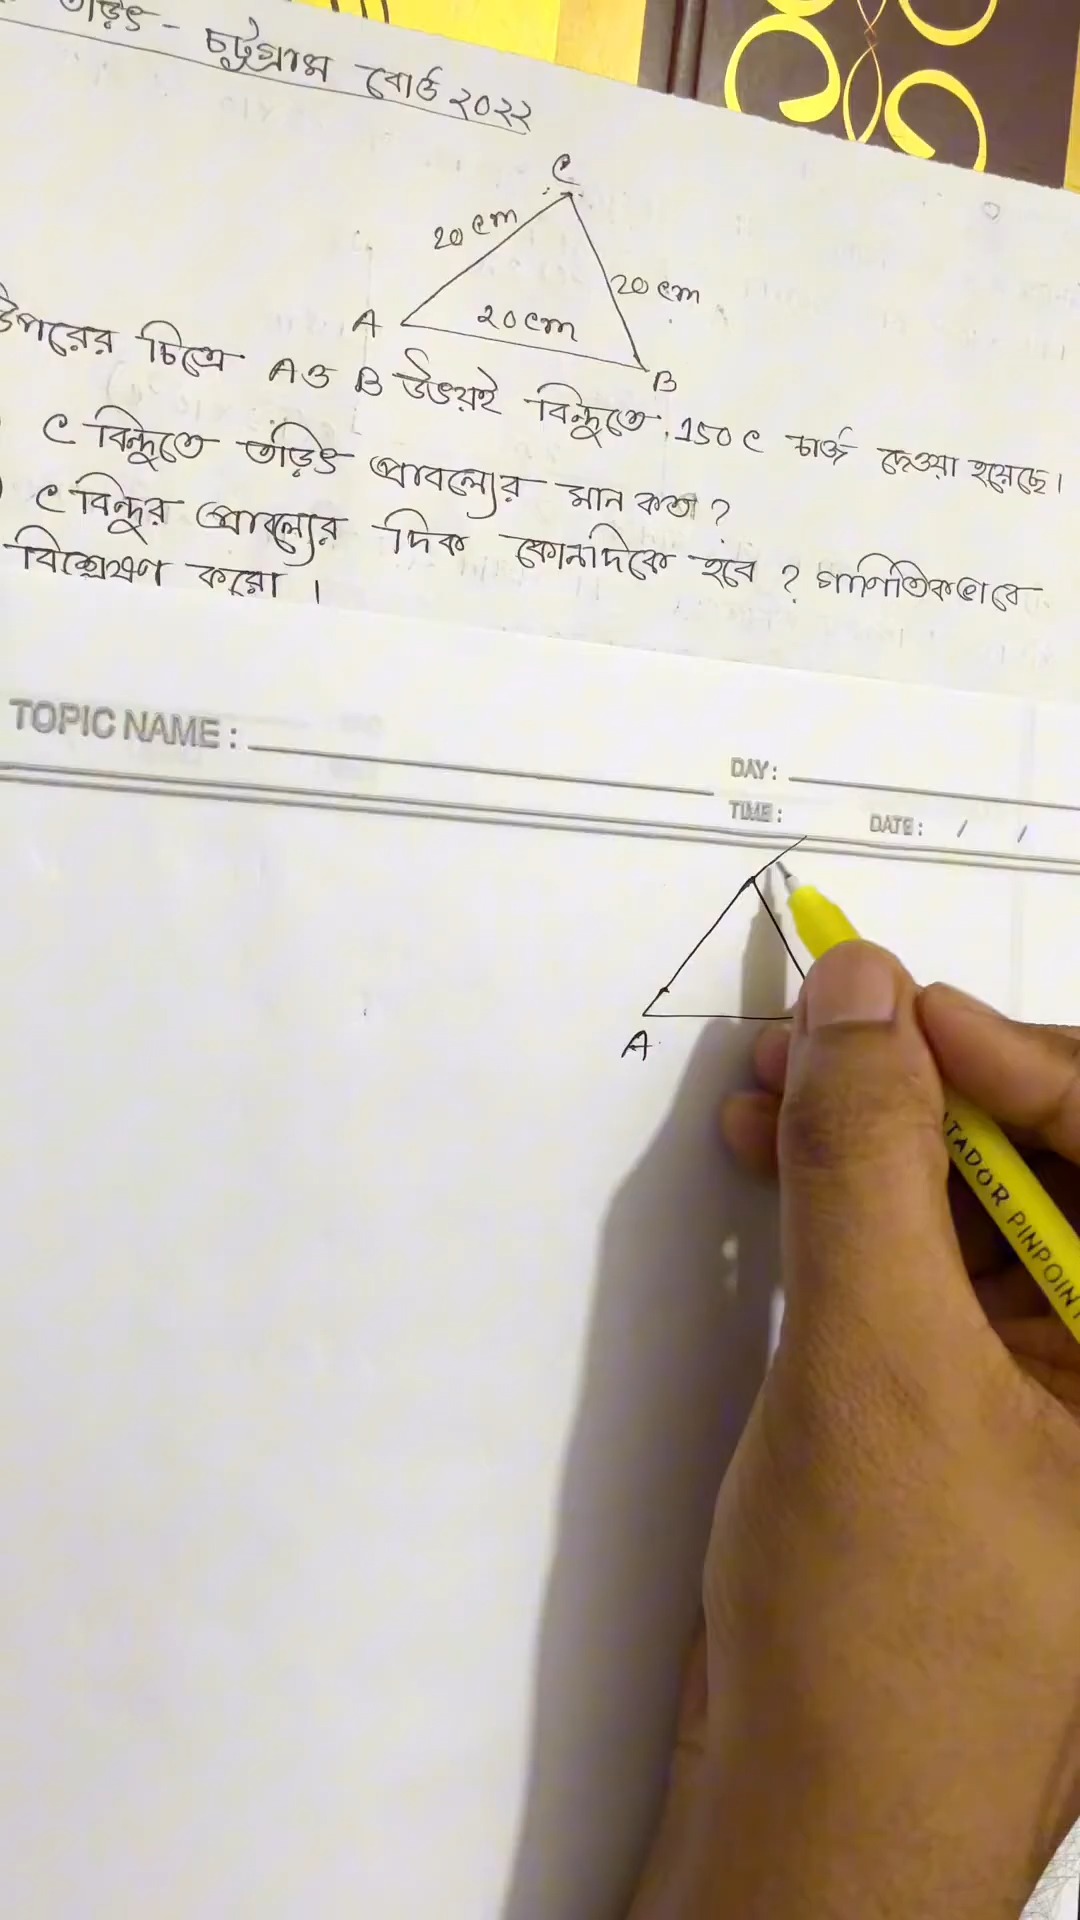 তড়িৎ - চট্টগ্রাম বোর্ড ২০২২
C
20 cm
20 cm
A
20 cm
B
উপরের চিত্রে A ও B উভয়ই বিন্দুতে 150 C চার্জ দেওয়া হয়েছে।
C বিন্দুতে তড়িৎ প্রাবল্যের মান কত?
C বিন্দুর প্রাবল্যের দিক কোনদিকে হবে? গাণিতিকভাবে
বিশ্লেষণ করো।
TOPIC NAME :
DAY :
TIME :
DATE : / /
A
MATADOR PINPOINT